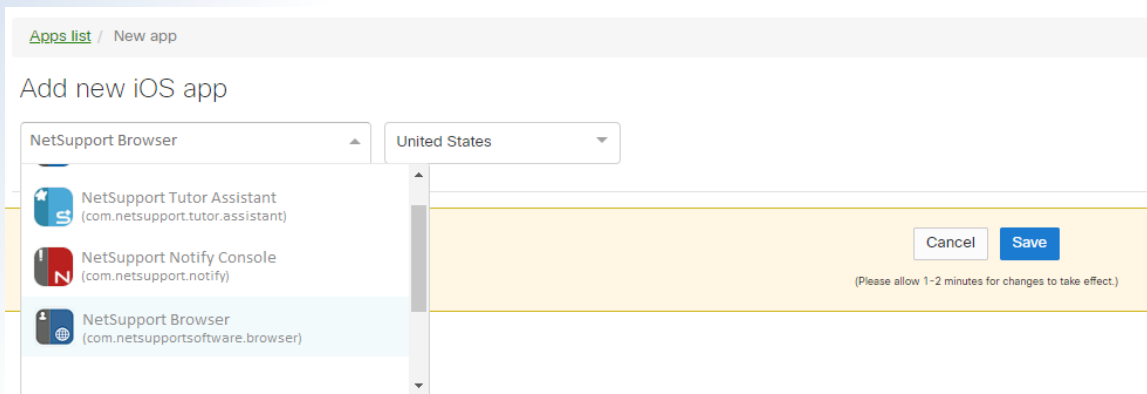 Apps list / New app
Add new iOS app
NetSupport Browser
United States
NetSupport Tutor Assistant
(com.netsupport.tutor.assistant)
NetSupport Notify Console
(com.netsupport.notify)
NetSupport Browser
(com.netsupportsoftware.browser)
Cancel
Save
(Please allow 1-2 minutes for changes to take effect.)